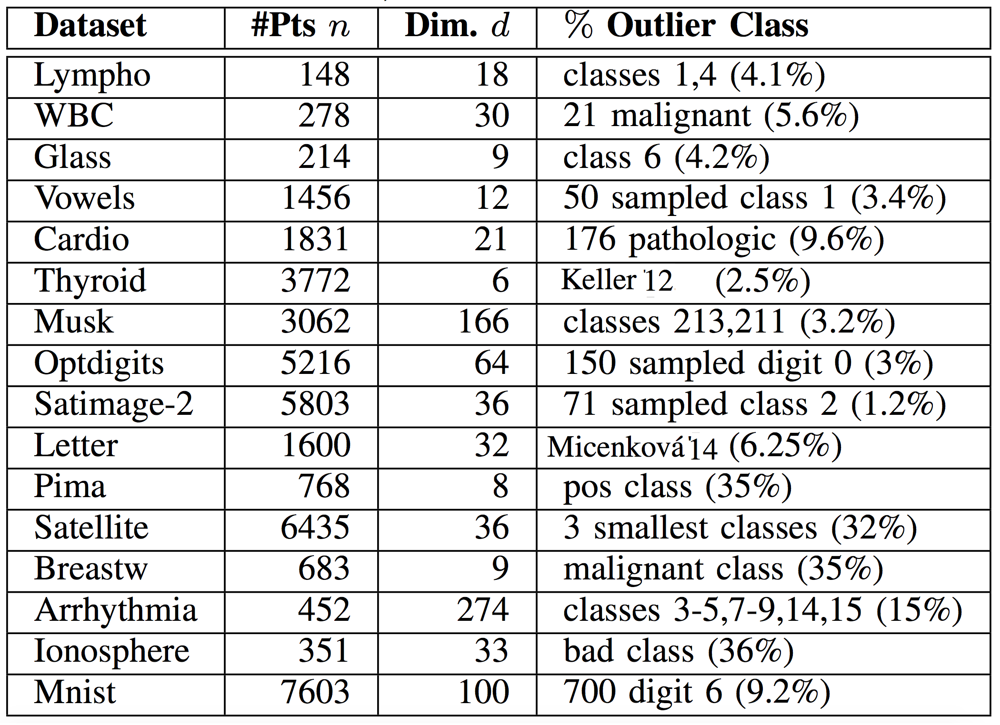 Dataset #Pts n Dim. d % Outlier Class
Lympho 148 18 classes 1,4 (4.1%)
WBC 278 30 21 malignant (5.6%)
Glass 214 9 class 6 (4.2%)
Vowels 1456 12 50 sampled class 1 (3.4%)
Cardio 1831 21 176 pathologic (9.6%)
Thyroid 3772 6 Keller '12 (2.5%)
Musk 3062 166 classes 213,211 (3.2%)
Optdigits 5216 64 150 sampled digit 0 (3%)
Satimage-2 5803 36 71 sampled class 2 (1.2%)
Letter 1600 32 Micenková '14 (6.25%)
Pima 768 8 pos class (35%)
Satellite 6435 36 3 smallest classes (32%)
Breastw 683 9 malignant class (35%)
Arrhythmia 452 274 classes 3-5,7-9,14,15 (15%)
Ionosphere 351 33 bad class (36%)
Mnist 7603 100 700 digit 6 (9.2%)